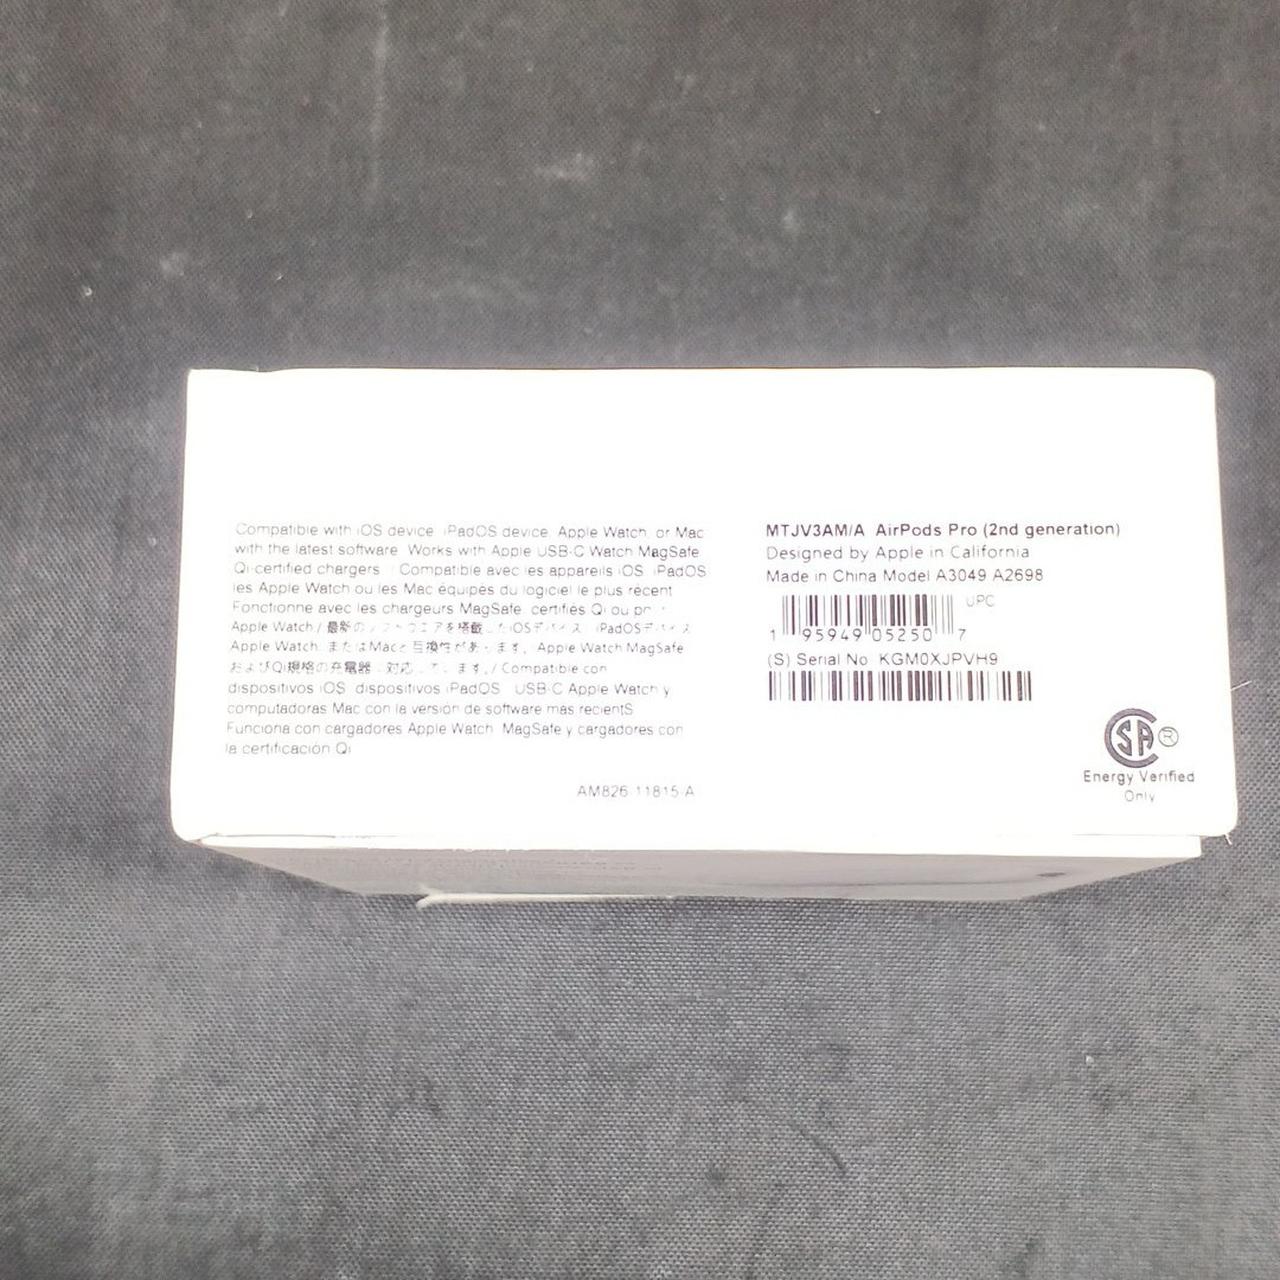 Compatible with iOS device iPadOS device Apple Watch or Mac
with the latest software Works with Apple USB-C Watch MagSafe
Qi-certified chargers / Compatible avec les appareils iOS iPadOS
les Apple Watch ou les Mac équipés du logiciel le plus récent
Fonctionne avec les chargeurs MagSafe certifiés Qi ou
Apple Watch / 最新のソフトウエアを搭載したiOSデバイス iPadOSデバイス
Apple Watch またはMacと互換性があります。Apple Watch MagSafe
およびQi規格の充電器に対応しています。/ Compatible con
dispositivos iOS dispositivos iPadOS USB-C Apple Watch y
computadoras Mac con la versión de software más recientS
Funciona con cargadores Apple Watch MagSafe y cargadores con
la certificación Qi
AM826-11815-A
MTJV3AM/A AirPods Pro (2nd generation)
Designed by Apple in California
Made in China Model A3049 A2698
UPC
1 95949 05250 7
(S) Serial No KGM0XJPVH9
CSA ®
Energy Verified
Only